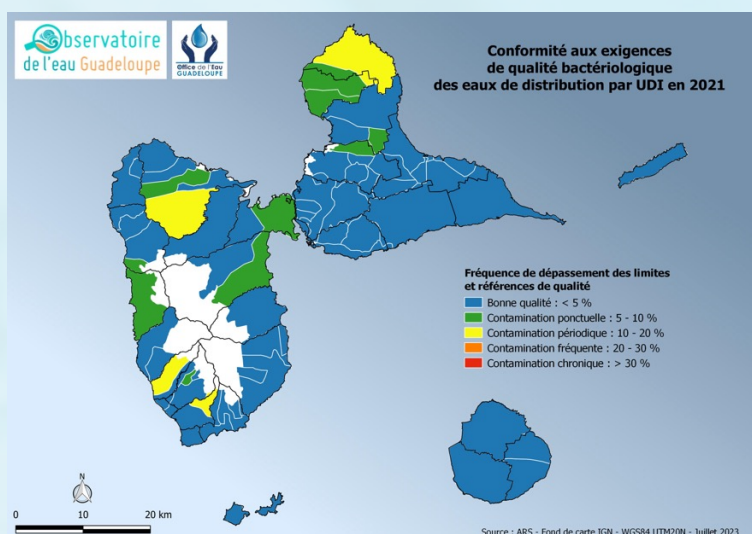 Observatoire
de l'eau Guadeloupe
Office de l'Eau
GUADELOUPE
Conformité aux exigences
de qualité bactériologique
des eaux de distribution par UDI en 2021
Fréquence de dépassement des limites
et références de qualité
Bonne qualité : < 5 %
Contamination ponctuelle : 5 - 10 %
Contamination périodique : 10 - 20 %
Contamination fréquente : 20 - 30 %
Contamination chronique : > 30 %
N
0 10 20 km
Source : ARS - Fond de carte IGN - WGS84 UTM20N - Juillet 2023